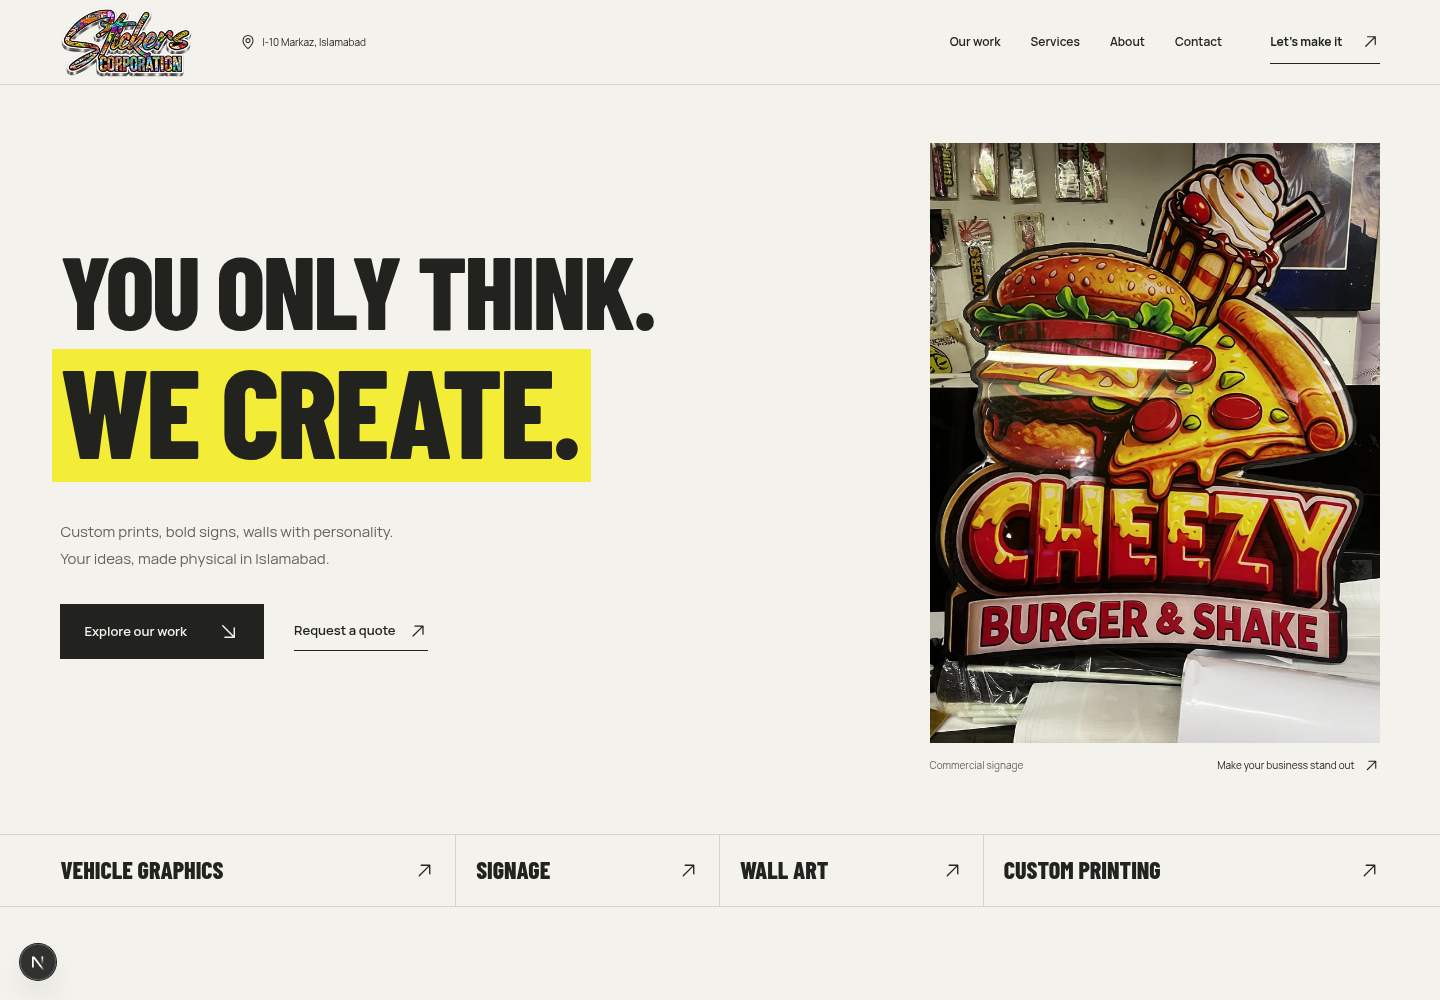 Stickers
CORPORATION
I-10 Markaz, Islamabad
Our work
Services
About
Contact
Let's make it
YOU ONLY THINK.
WE CREATE.
Custom prints, bold signs, walls with personality.
Your ideas, made physical in Islamabad.
Explore our work
Request a quote
CHEEZY
BURGER & SHAKE
Commercial signage
Make your business stand out
VEHICLE GRAPHICS
SIGNAGE
WALL ART
CUSTOM PRINTING
N